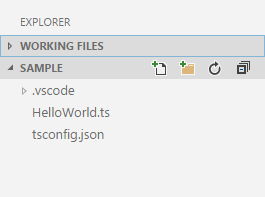 EXPLORER
WORKING FILES
SAMPLE
.vscode
HelloWorld.ts
tsconfig.json